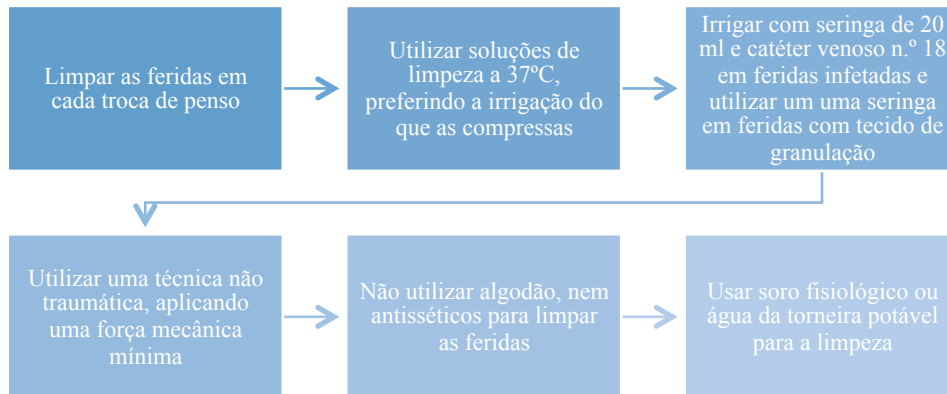 Limpar as feridas em
cada troca de penso
Utilizar soluções de
limpeza a 37ºC,
preferindo a irrigação do
que as compressas
Irrigar com seringa de 20
ml e catéter venoso n.º 18
em feridas infetadas e
utilizar um uma seringa
em feridas com tecido de
granulação
Utilizar uma técnica não
traumática, aplicando
uma força mecânica
mínima
Não utilizar algodão, nem
antisséticos para limpar
as feridas
Usar soro fisiológico ou
água da torneira potável
para a limpeza